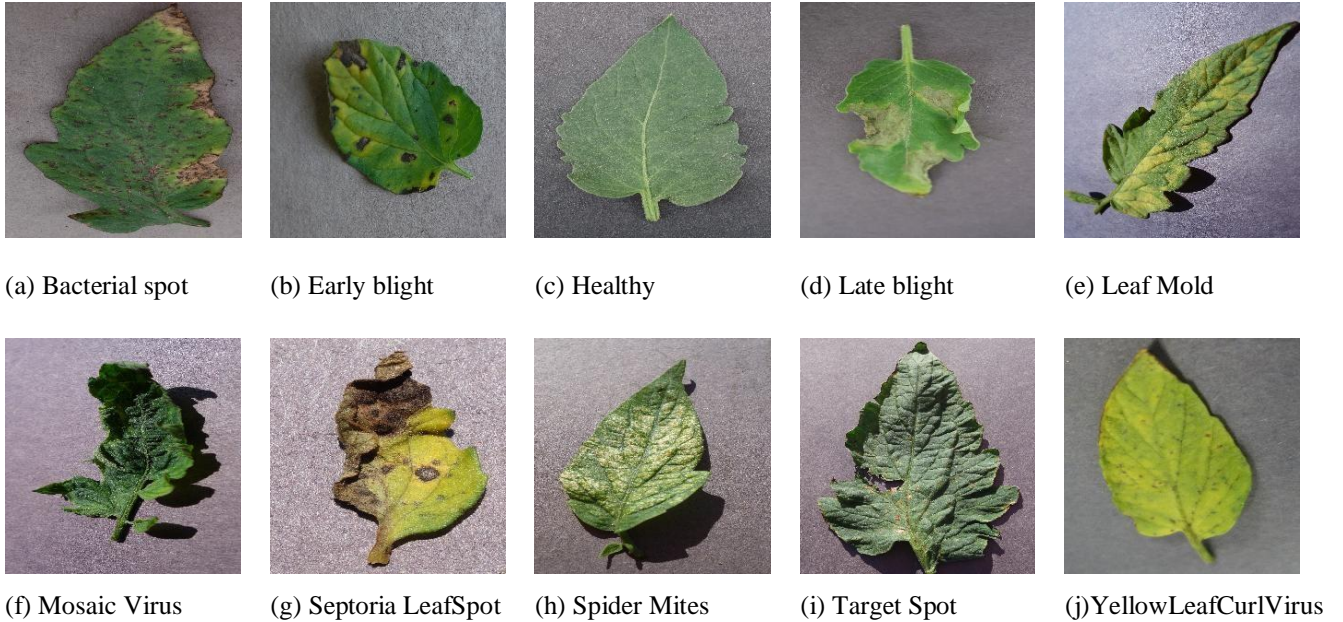 (a) Bacterial spot
(b) Early blight
(c) Healthy
(d) Late blight
(e) Leaf Mold
(f) Mosaic Virus
(g) Septoria LeafSpot
(h) Spider Mites
(i) Target Spot
(j)YellowLeafCurlVirus